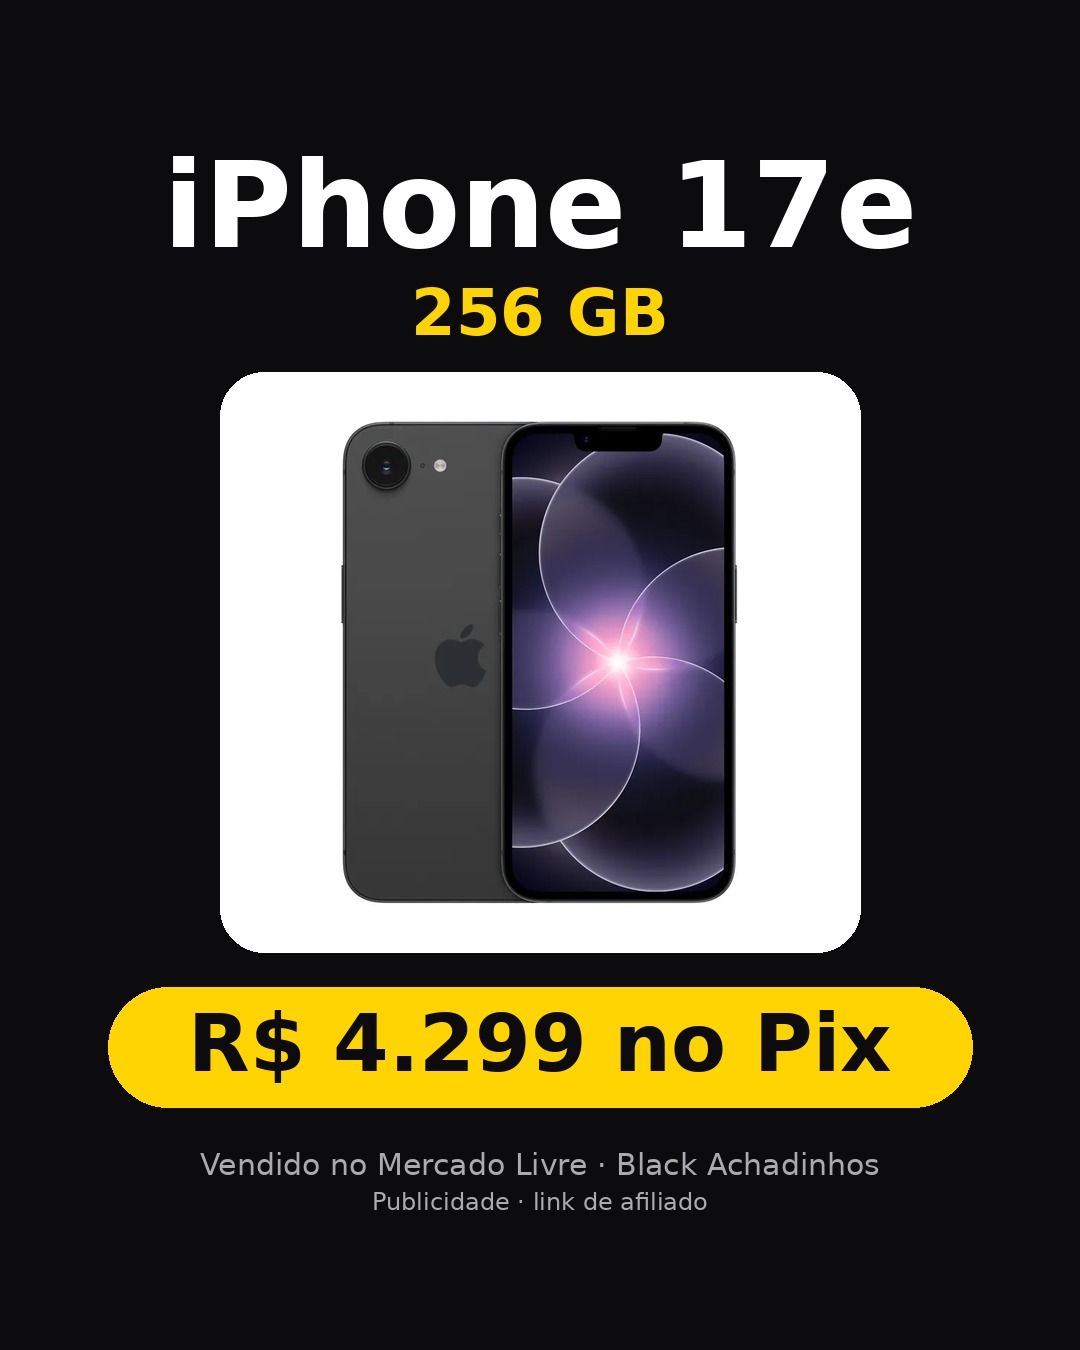 iPhone 17e
256 GB
R$ 4.299 no Pix
Vendido no Mercado Livre · Black Achadinhos
Publicidade · link de afiliado